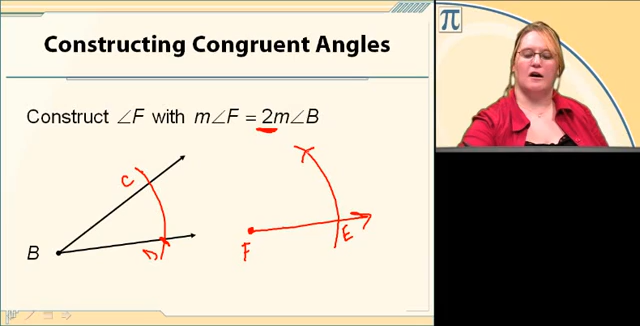 π
Constructing Congruent Angles
Construct ∠F with m∠F = 2m∠B
C
B
D
F
E